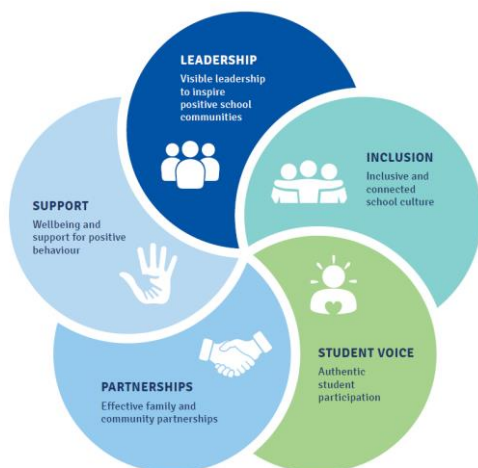 LEADERSHIP
Visible leadership
to inspire
positive school
communities
INCLUSION
Inclusive and
connected
school culture
STUDENT VOICE
Authentic
student
participation
PARTNERSHIPS
Effective family and
community partnerships
SUPPORT
Wellbeing and
support for positive
behaviour